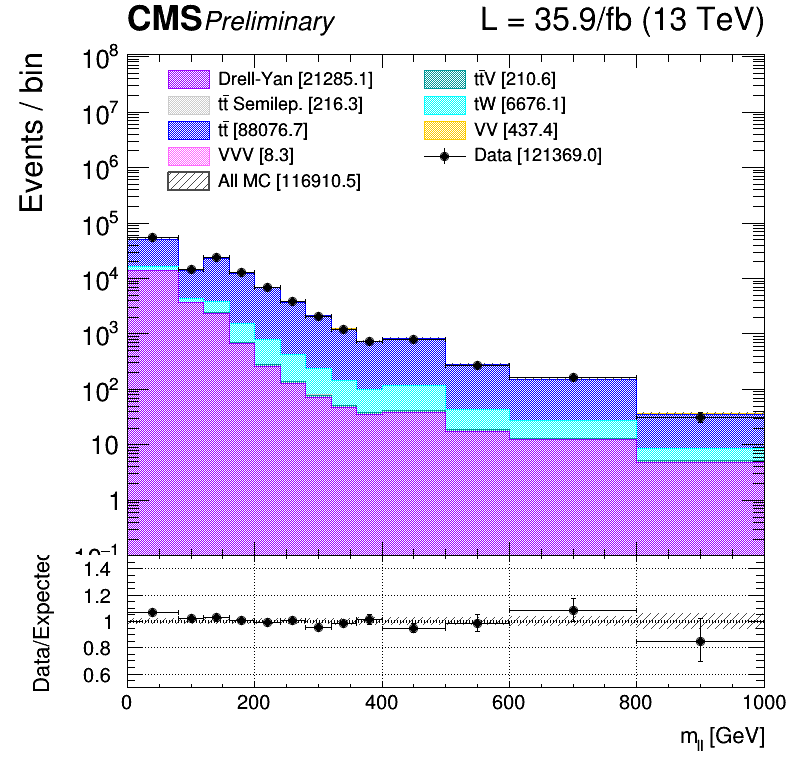 CMS Preliminary L = 35.9/fb (13 TeV)
Events / bin
10⁸
10⁷
10⁶
10⁵
10⁴
10³
10²
10
1
10⁻¹
Drell-Yan [21285.1]
tt̄ Semilep. [216.3]
tt̄ [88076.7]
VVV [8.3]
All MC [116910.5]
tt̄V [210.6]
tW [6676.1]
VV [437.4]
Data [121369.0]
Data/Expected
1.4
1.2
1
0.8
0.6
0 200 400 600 800 1000
m_ll [GeV]